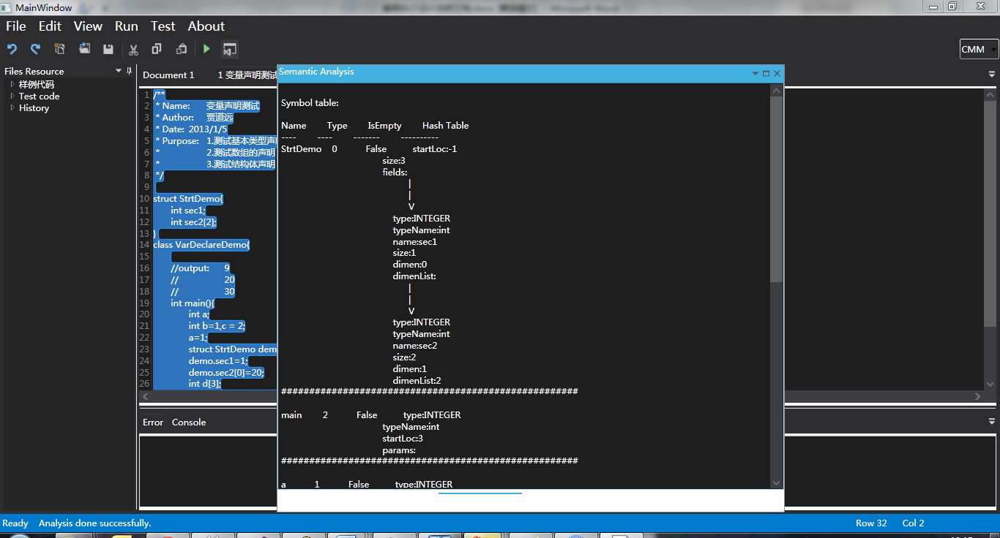 MainWindow
File Edit View Run Test About
CMM
Files Resource
样例代码
Test code
History
Document 1 1 变量声明测试
1 /**
2 * Name: 变量声明测试
3 * Author: 贾道远
4 * Date: 2013/1/5
5 * Purpose: 1.测试基本类型声
6 * 2.测试数组的声明
7 * 3.测试结构体声明
8 */
9
10 struct StrtDemo{
11 int sec1;
12 int sec2[2];
13 }
14 class VarDeclareDemo{
15
16 //output: 9
17 // 20
18 // 30
19 int main(){
20 int a;
21 int b=1,c = 2;
22 a=1;
23 struct StrtDemo dem
24 demo.sec1=1;
25 demo.sec2[0]=20;
26 int d[3];
Semantic Analysis
Symbol table:
Name Type IsEmpty Hash Table
---- ---- ------- ----------
StrtDemo 0 False startLoc:-1
size:3
fields:
|
|
V
type:INTEGER
typeName:int
name:sec1
size:1
dimen:0
dimenList:
|
|
V
type:INTEGER
typeName:int
name:sec2
size:2
dimen:1
dimenList:2
####################################################
main 2 False type:INTEGER
typeName:int
startLoc:3
params:
####################################################
a 1 False type:INTEGER
Error Console
Ready Analysis done successfully.
Row 32 Col 2